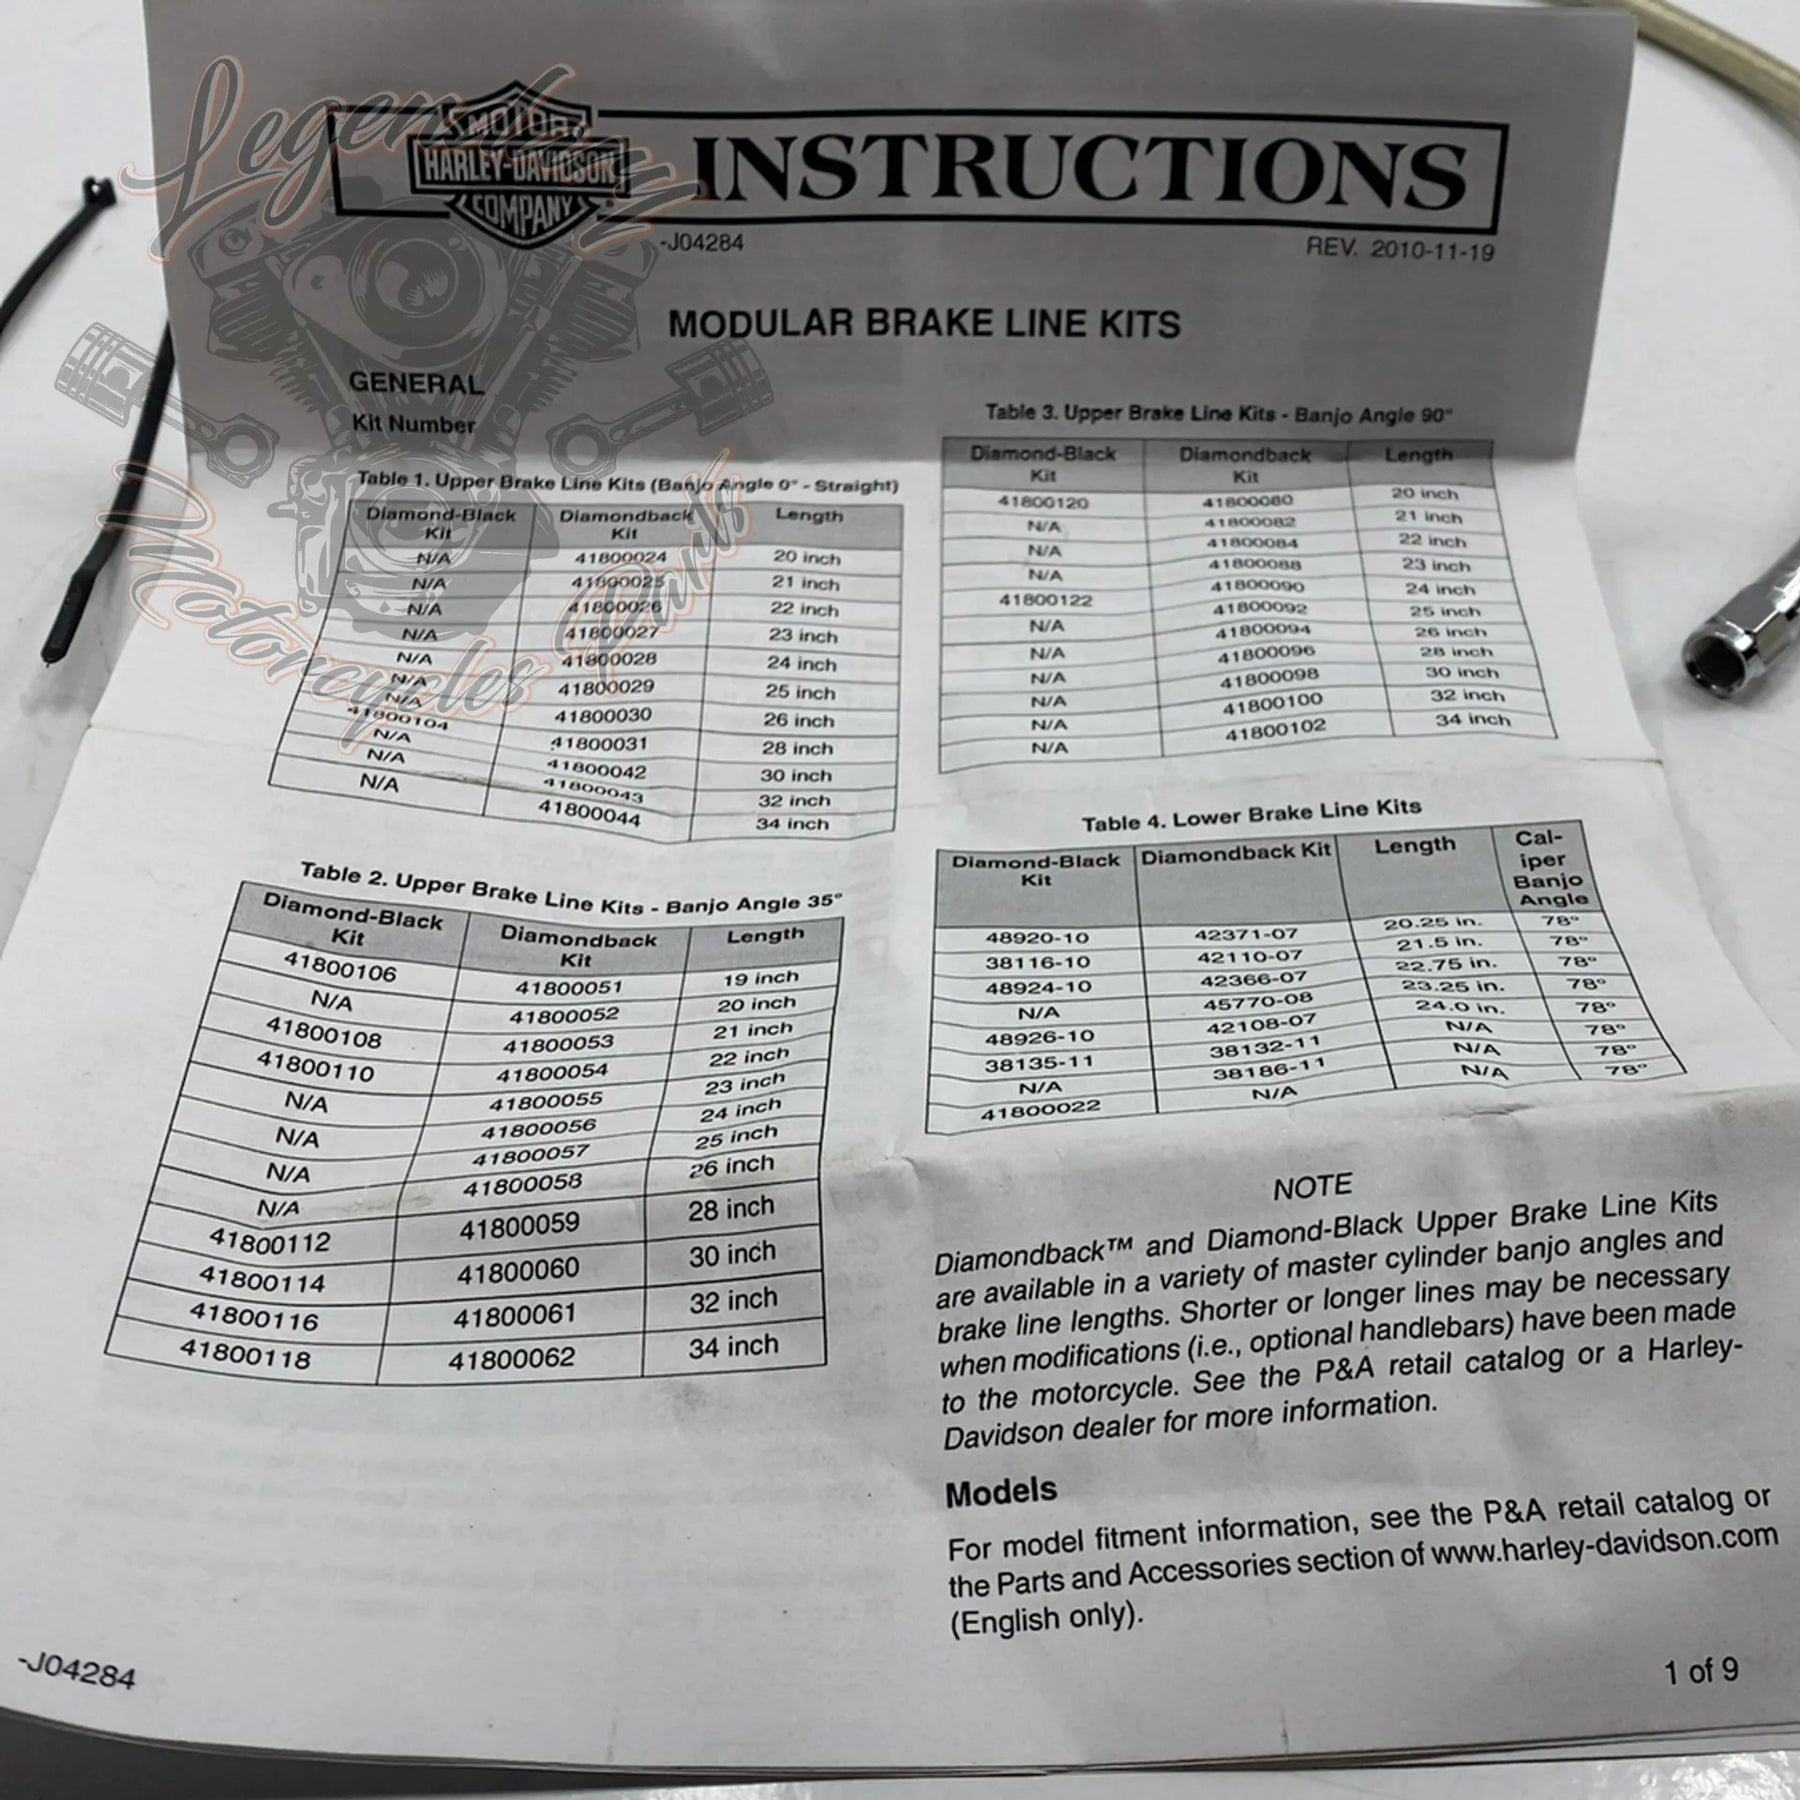 Legendary
Motorcycles Parts
MOTOR
HARLEY-DAVIDSON
COMPANY
INSTRUCTIONS
-J04284
REV. 2010-11-19
MODULAR BRAKE LINE KITS
GENERAL
Kit Number
Table 1. Upper Brake Line Kits (Banjo Angle 0° - Straight)
Diamond-Black Kit Diamondback Kit Length
N/A 41800024 20 inch
N/A 41800025 21 inch
N/A 41800026 22 inch
N/A 41800027 23 inch
N/A 41800028 24 inch
N/A 41800029 25 inch
N/A 41800030 26 inch
41800104 41800031 28 inch
N/A 41800042 30 inch
N/A 41800043 32 inch
N/A 41800044 34 inch
Table 2. Upper Brake Line Kits - Banjo Angle 35°
Diamond-Black Kit Diamondback Kit Length
41800106 41800051 19 inch
N/A 41800052 20 inch
41800108 41800053 21 inch
41800110 41800054 22 inch
N/A 41800055 23 inch
N/A 41800056 24 inch
N/A 41800057 25 inch
N/A 41800058 26 inch
41800112 41800059 28 inch
41800114 41800060 30 inch
41800116 41800061 32 inch
41800118 41800062 34 inch
Table 3. Upper Brake Line Kits - Banjo Angle 90°
Diamond-Black Kit Diamondback Kit Length
41800120 41800080 20 inch
N/A 41800082 21 inch
N/A 41800084 22 inch
N/A 41800088 23 inch
41800122 41800090 24 inch
N/A 41800092 25 inch
N/A 41800094 26 inch
N/A 41800096 28 inch
N/A 41800098 30 inch
N/A 41800100 32 inch
N/A 41800102 34 inch
Table 4. Lower Brake Line Kits
Diamond-Black Kit Diamondback Kit Length Cal-iper Banjo Angle
48920-10 42371-07 20.25 in. 78°
38116-10 42110-07 21.5 in. 78°
48924-10 42366-07 22.75 in. 78°
N/A 45770-08 23.25 in. 78°
48926-10 42108-07 24.0 in. 78°
38135-11 38132-11 N/A 78°
N/A 38186-11 N/A 78°
41800022 N/A N/A 78°
NOTE
Diamondback™ and Diamond-Black Upper Brake Line Kits
are available in a variety of master cylinder banjo angles and
brake line lengths. Shorter or longer lines may be necessary
when modifications (i.e., optional handlebars) have been made
to the motorcycle. See the P&A retail catalog or a Harley-
Davidson dealer for more information.
Models
For model fitment information, see the P&A retail catalog or
the Parts and Accessories section of www.harley-davidson.com
(English only).
-J04284
1 of 9